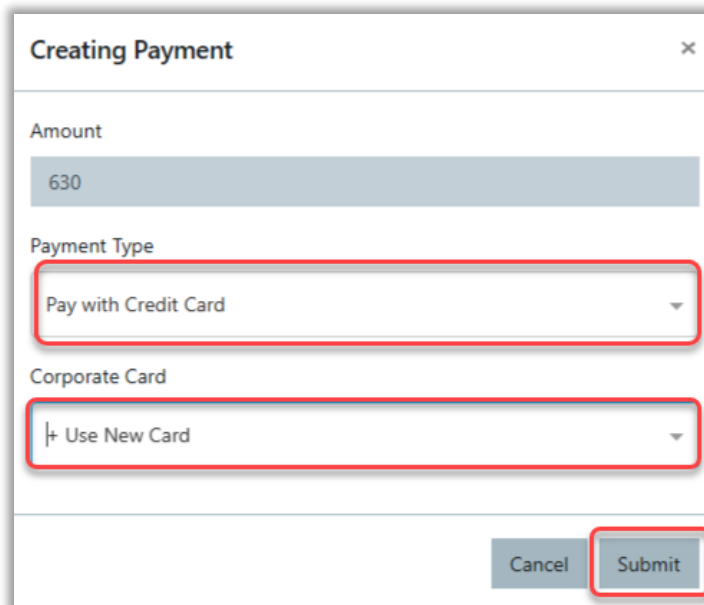 Creating Payment ×
Amount
630
Payment Type
Pay with Credit Card
Corporate Card
+ Use New Card
Cancel Submit